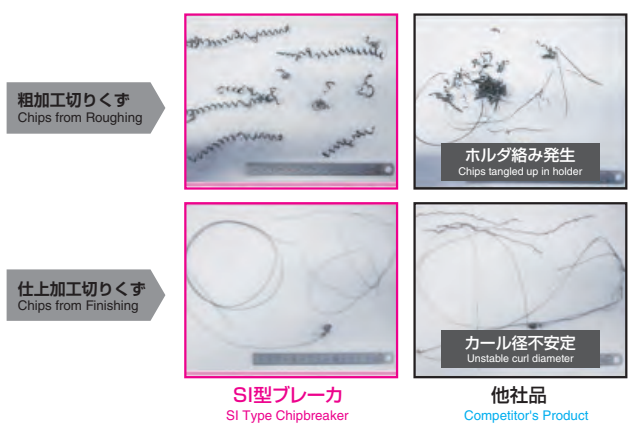 粗加工切りくず
Chips from Roughing
ホルダ絡み発生
Chips tangled up in holder
仕上加工切りくず
Chips from Finishing
カール径不安定
Unstable curl diameter
SI型ブレーカ
SI Type Chipbreaker
他社品
Competitor's Product